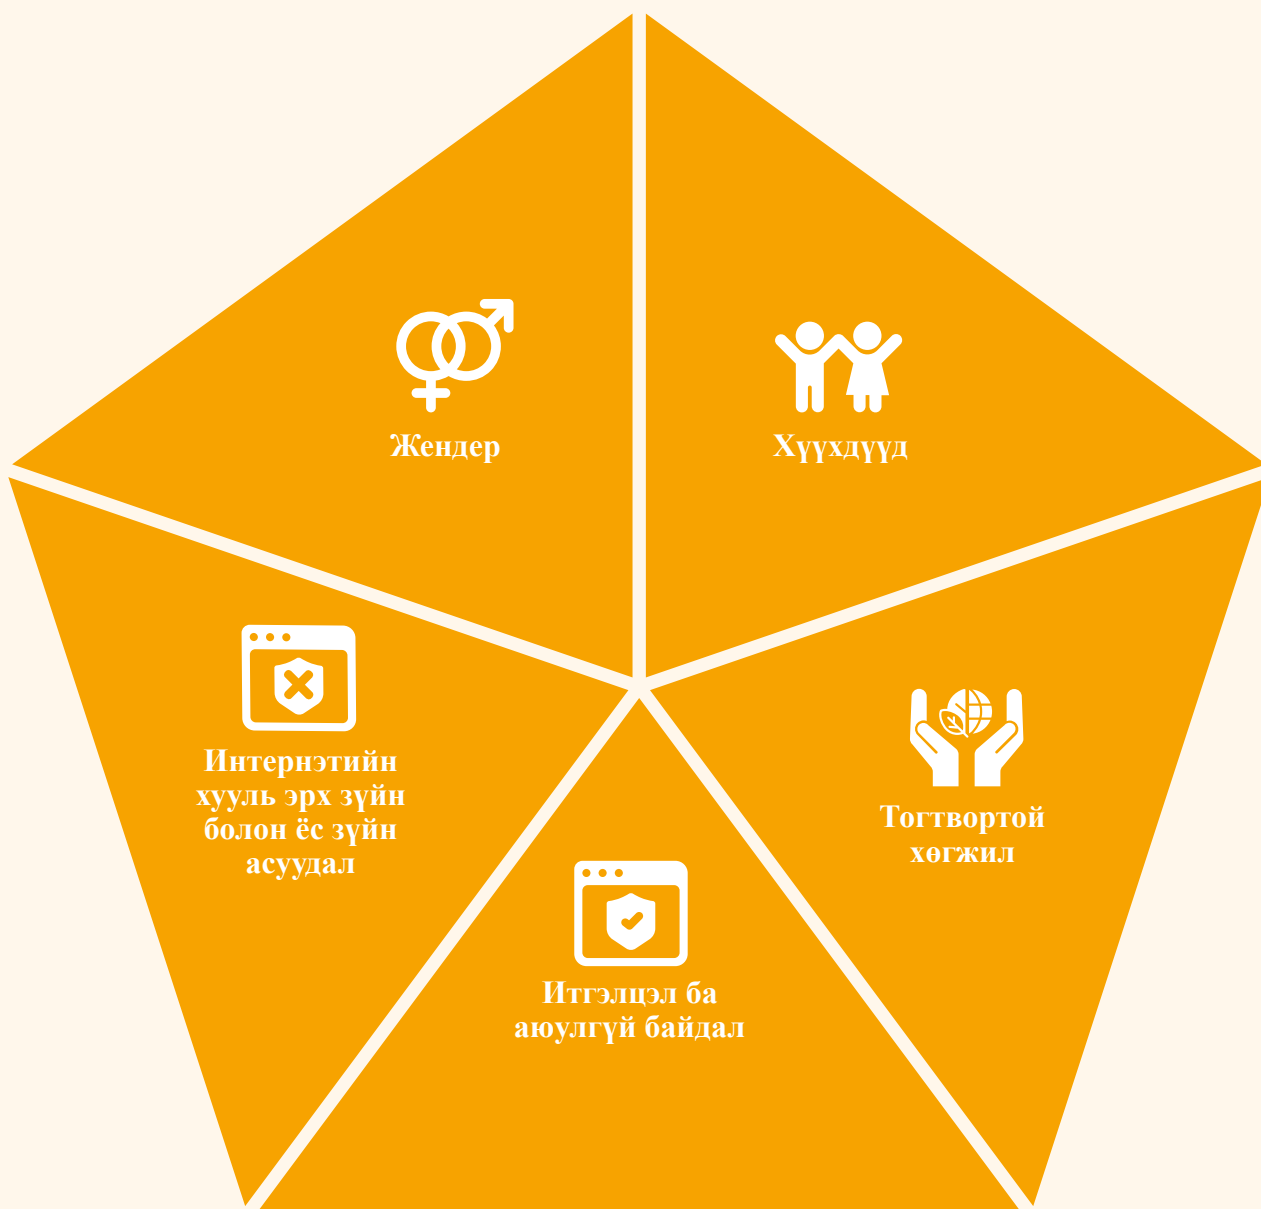 Жендер
Хүүхдүүд
Интернэтийн
хууль эрх зүйн
болон ёс зүйн
асуудал
Тогтвортой
хөгжил
Итгэлцэл ба
аюулгүй байдал